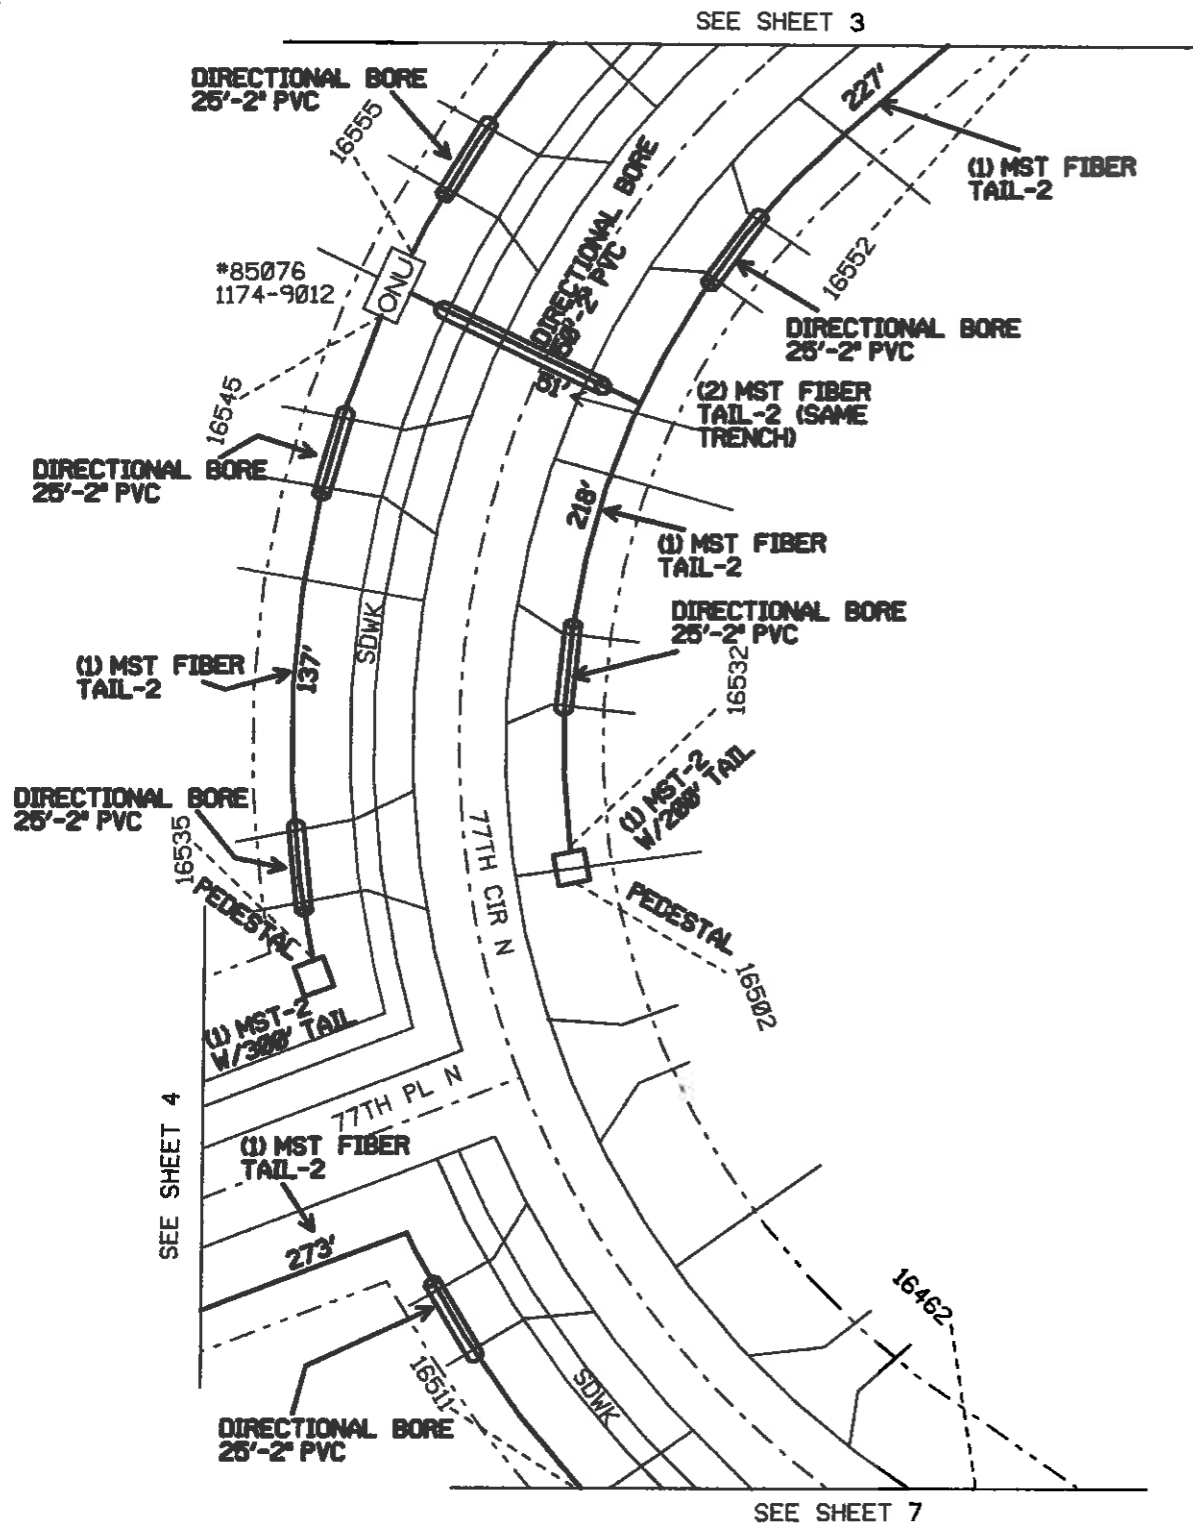 SEE SHEET 3
DIRECTIONAL BORE
25'-2" PVC
16555
227'
(1) MST FIBER
TAIL-2
DIRECTIONAL BORE
-2" PVC
16552
#85076
1174-9012
ONU
DIRECTIONAL BORE
25'-2" PVC
(2) MST FIBER
TAIL-2 (SAME
TRENCH)
16545
DIRECTIONAL BORE
25'-2" PVC
218'
(1) MST FIBER
TAIL-2
SDWK
DIRECTIONAL BORE
25'-2" PVC
(1) MST FIBER
TAIL-2
137'
16532
(1) MST-2
W/200' TAIL
DIRECTIONAL BORE
25'-2" PVC
16535
77TH CIR N
PEDESTAL
PEDESTAL
16502
(1) MST-2
W/300' TAIL
77TH PL N
SEE SHEET 4
(1) MST FIBER
TAIL-2
273'
16462
16511
SDWK
DIRECTIONAL BORE
25'-2" PVC
SEE SHEET 7